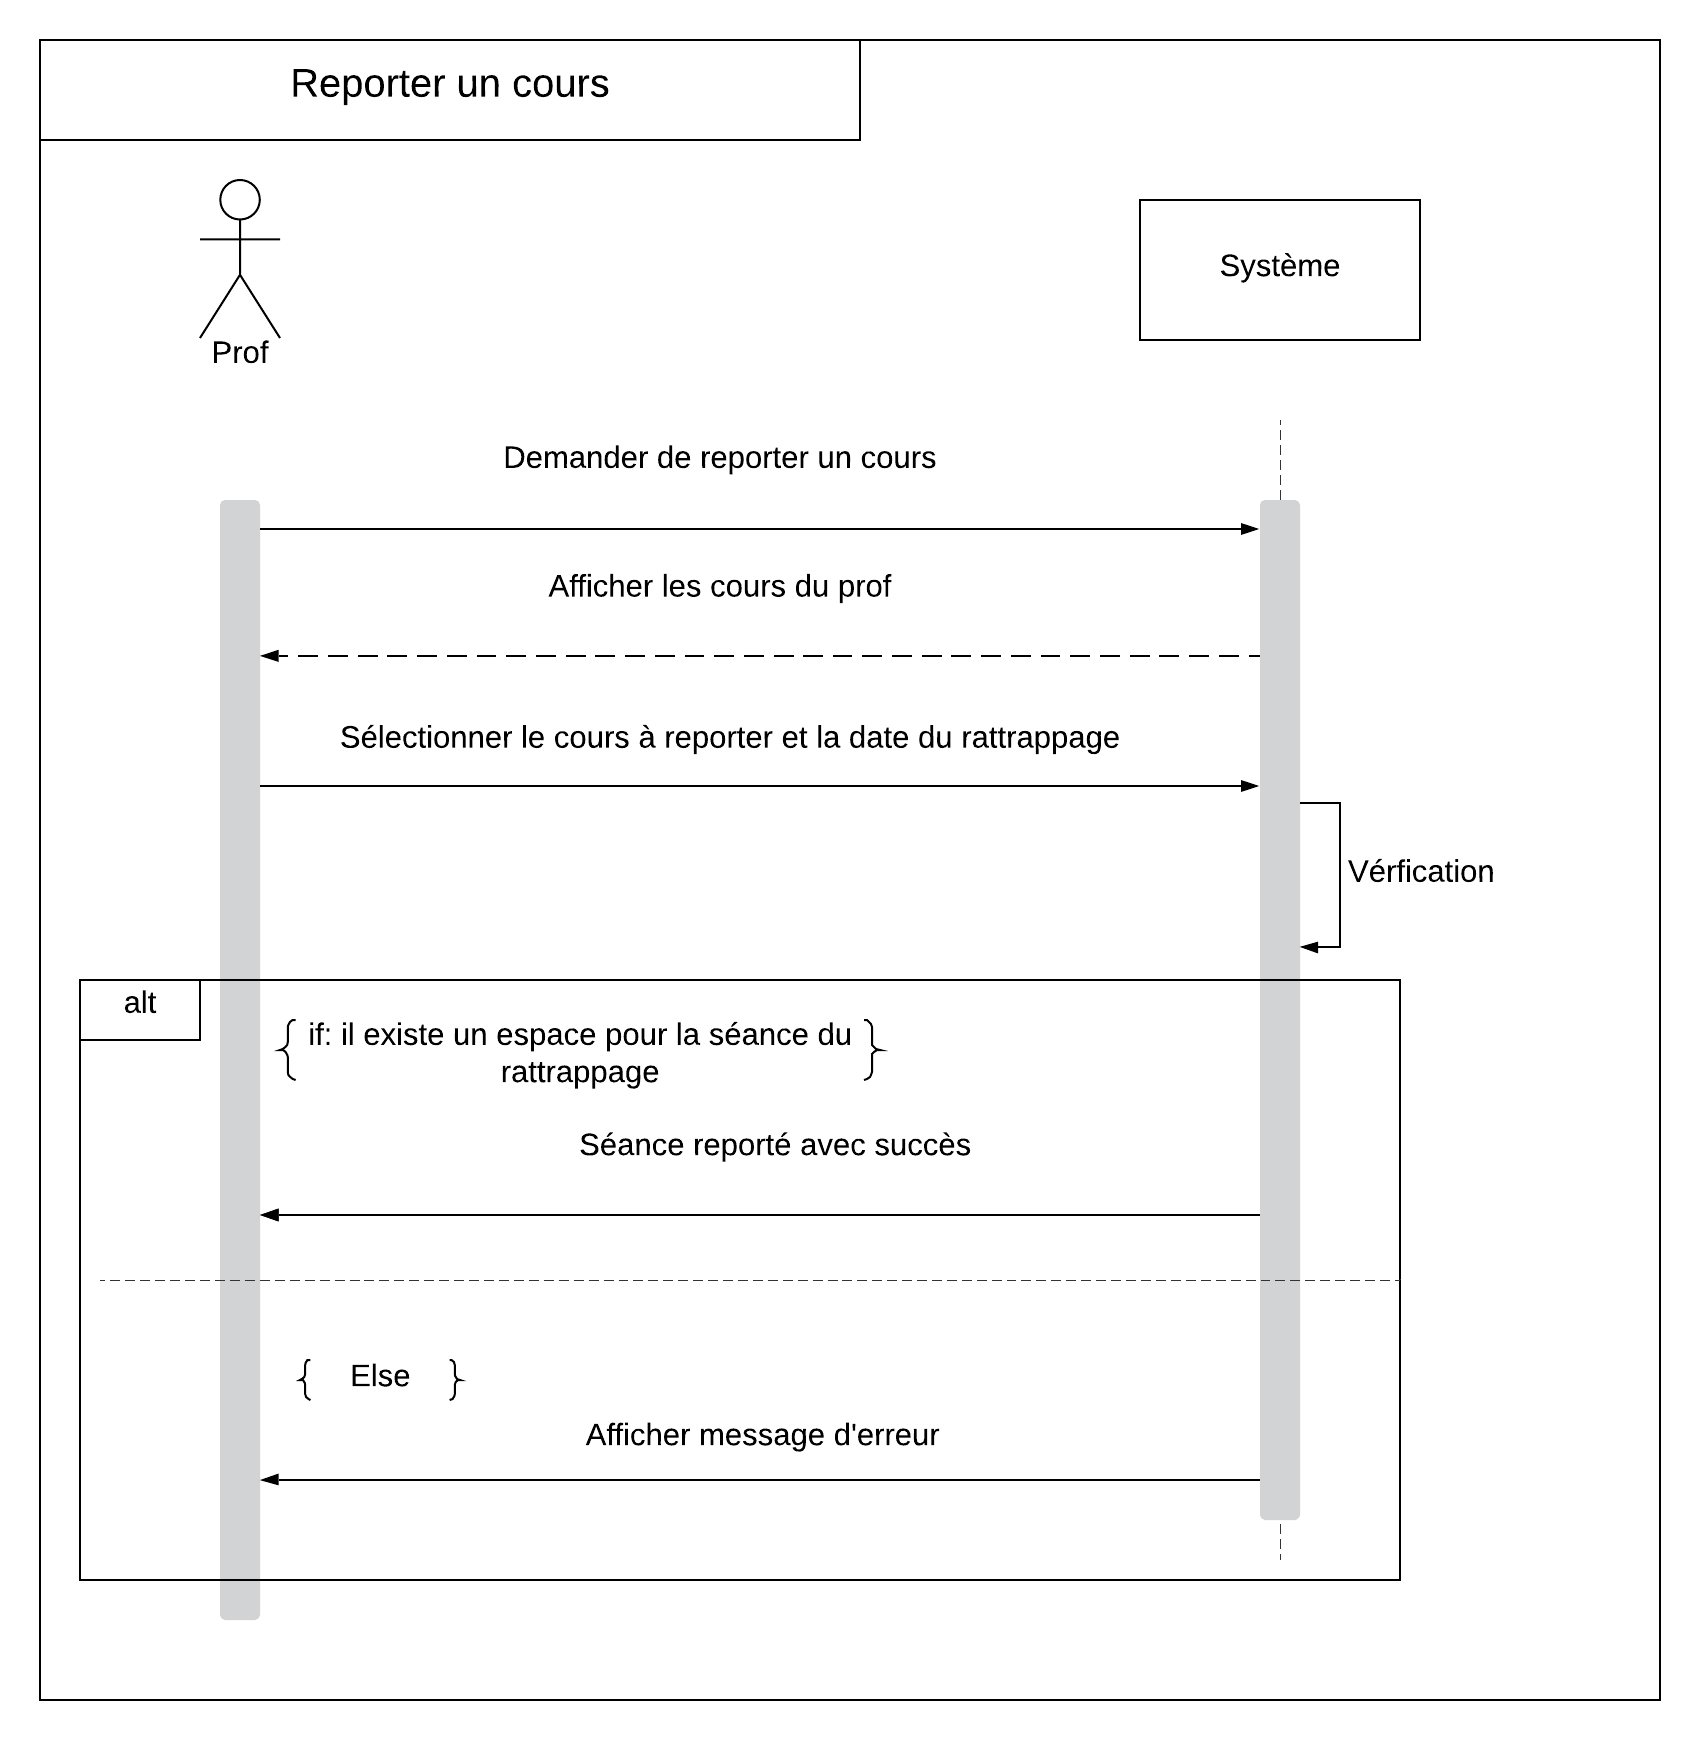 Reporter un cours
Prof
Système
Demander de reporter un cours
Afficher les cours du prof
Sélectionner le cours à reporter et la date du rattrappage
Vérfication
alt
if: il existe un espace pour la séance du
rattrappage
Séance reporté avec succès
Else
Afficher message d'erreur